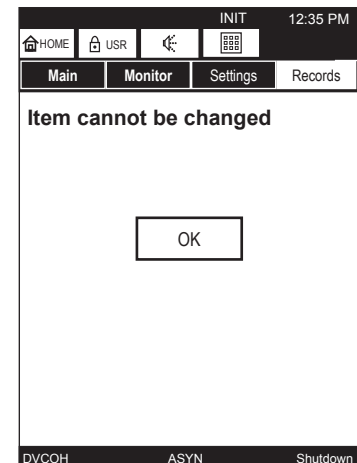 INIT 12:35 PM
HOME USR
Main Monitor Settings Records
Item cannot be changed
OK
DVCOH ASYN Shutdown